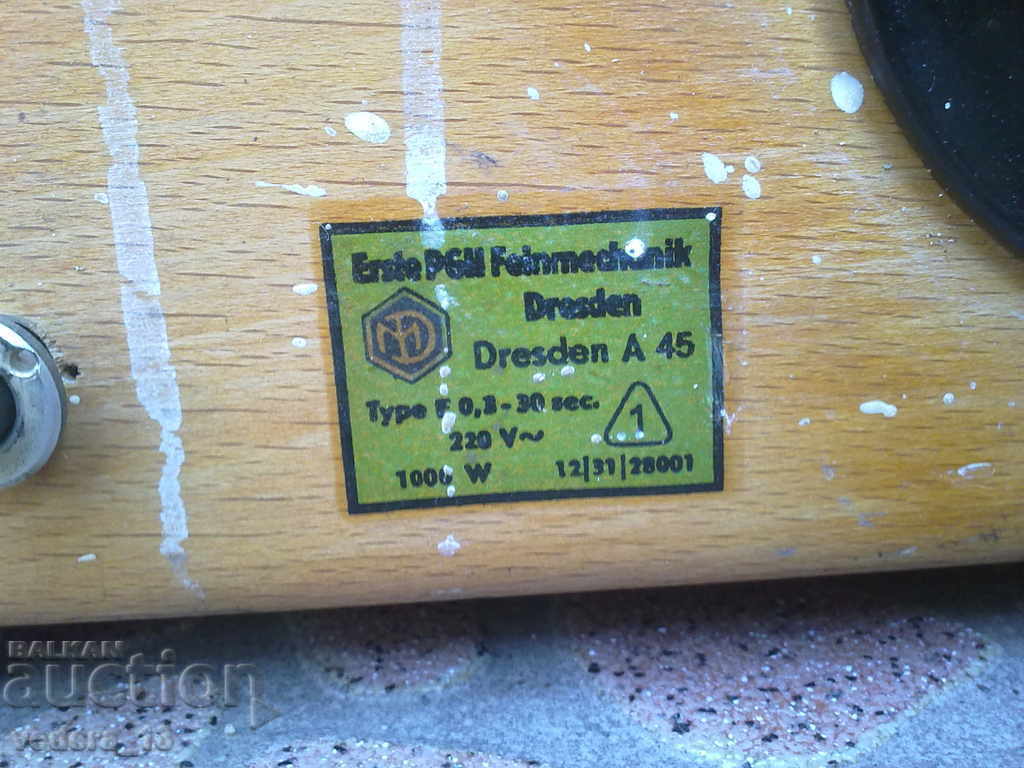 Erste PGH Feinmechanik
Dresden
Dresden A 45
Type F 0,3-30 sec.
1
220 V~
1000 W 12|31|28001
BALKAN
auction
vedora_13